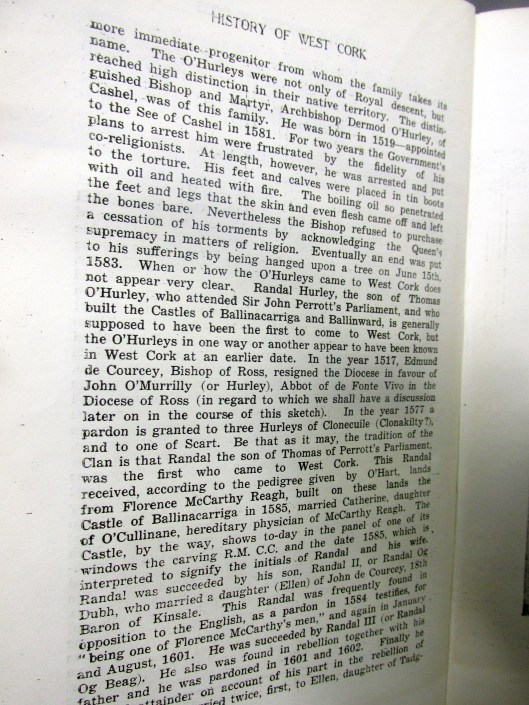 HISTORY OF WEST CORK
more immediate progenitor from whom the family takes its
name. The O'Hurleys were not only of Royal descent, but
reached high distinction in their native territory. The distin-
guished Bishop and Martyr, Archbishop Dermod O'Hurley, of
Cashel, was of this family. He was born in 1519—appointed
to the See of Cashel in 1581. For two years the Government's
plans to arrest him were frustrated by the fidelity of his
co-religionists. At length, however, he was arrested and put
to the torture. His feet and calves were placed in tin boots
with oil and heated with fire. The boiling oil so penetrated
the feet and legs that the skin and even flesh came off and left
the bones bare. Nevertheless the Bishop refused to purchase
a cessation of his torments by acknowledging the Queen's
supremacy in matters of religion. Eventually an end was put
to his sufferings by being hanged upon a tree on June 15th,
1583. When or how the O'Hurleys came to West Cork does
not appear very clear. Randal Hurley, the son of Thomas
O'Hurley, who attended Sir John Perrott's Parliament, and who
built the Castles of Ballinacarriga and Ballinward, is generally
supposed to have been the first to come to West Cork, but
the O'Hurleys in one way or another appear to have been known
in West Cork at an earlier date. In the year 1517, Edmund
de Courcey, Bishop of Ross, resigned the Diocese in favour of
John O'Murrilly (or Hurley), Abbot of de Fonte Vivo in the
Diocese of Ross (in regard to which we shall have a discussion
later on in the course of this sketch). In the year 1577 a
pardon is granted to three Hurleys of Clonecuile (Clonakilty?),
and to one of Scart. Be that as it may, the tradition of the
Clan is that Randal the son of Thomas of Perrott's Parliament,
was the first who came to West Cork. This Randal
received, according to the pedigree given by O'Hart, lands
from Florence McCarthy Reagh, built on these lands the
Castle of Ballinacarriga in 1585, married Catherine, daughter
of O'Cullinane, hereditary physician of McCarthy Reagh. The
Castle, by the way, shows to-day in the panel of one of its
windows the carving R.M. C.C. and the date 1585, which is
interpreted to signify the initials of Randal and his wife.
Randal was succeeded by his son, Randal II, or Randal Og
Dubh, who married a daughter (Ellen) of John de Courcey, 18th
Baron of Kinsale. This Randal was frequently found in
opposition to the English, as a pardon in 1584 testifies, for
"being one of Florence McCarthy's men," and again in January
and August, 1601. He was succeeded by Randal III (or Randal
Og Beag). He also was found in rebellion together with his
father and he was pardoned in 1601 and 1602. Finally he
attainder on account of his part in the rebellion of
married twice, first, to Ellen, daughter of Tadg-